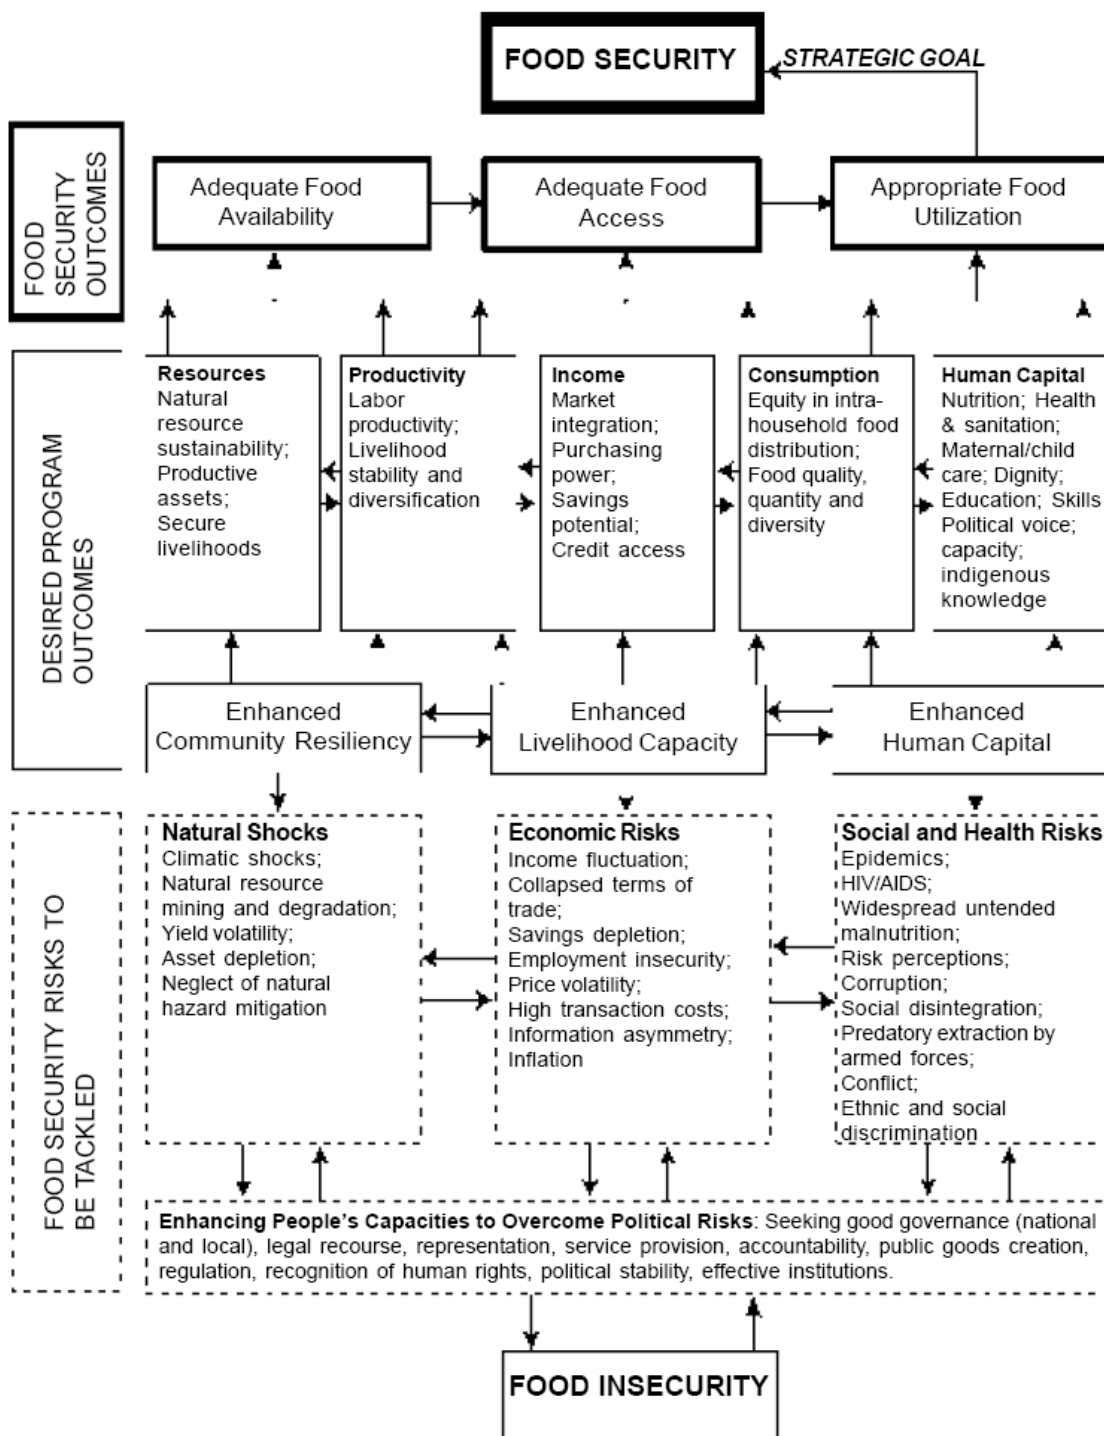 FOOD SECURITY
STRATEGIC GOAL
FOOD
SECURITY
OUTCOMES
Adequate Food
Availability
Adequate Food
Access
Appropriate Food
Utilization
DESIRED PROGRAM
OUTCOMES
Resources
Natural
resource
sustainability;
Productive
assets;
Secure
livelihoods
Productivity
Labor
productivity;
Livelihood
stability and
diversification
Income
Market
integration;
Purchasing
power;
Savings
potential;
Credit access
Consumption
Equity in intra-
household food
distribution;
Food quality,
quantity and
diversity
Human Capital
Nutrition; Health
& sanitation;
Maternal/child
care; Dignity;
Education; Skills
Political voice;
capacity;
indigenous
knowledge
Enhanced
Community Resiliency
Enhanced
Livelihood Capacity
Enhanced
Human Capital
FOOD SECURITY RISKS TO
BE TACKLED
Natural Shocks
Climatic shocks;
Natural resource
mining and degradation;
Yield volatility;
Asset depletion;
Neglect of natural
hazard mitigation
Economic Risks
Income fluctuation;
Collapsed terms of
trade;
Savings depletion;
Employment insecurity;
Price volatility;
High transaction costs;
Information asymmetry;
Inflation
Social and Health Risks
Epidemics;
HIV/AIDS;
Widespread untended
malnutrition;
Risk perceptions;
Corruption;
Social disintegration;
Predatory extraction by
armed forces;
Conflict;
Ethnic and social
discrimination
Enhancing People's Capacities to Overcome Political Risks: Seeking good governance (national
and local), legal recourse, representation, service provision, accountability, public goods creation,
regulation, recognition of human rights, political stability, effective institutions.
FOOD INSECURITY